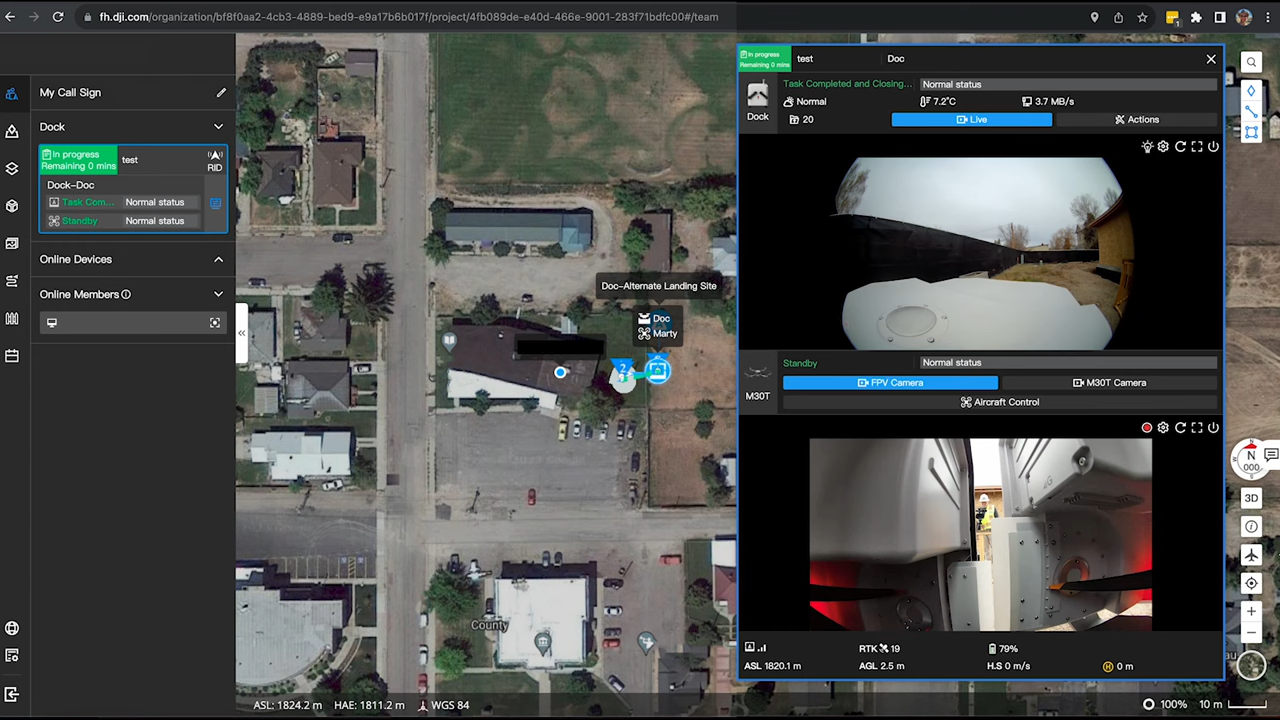 fh.dji.com/organization/bf8f0aa2-4cb3-4889-bed9-e9a17b6b017f/project/4fb089de-e40d-466e-9001-283f71bdfc00#/team
My Call Sign
Dock
In progress
Remaining 0 mins
test
RID
Dock-Doc
Task Com... Normal status
Standby Normal status
Online Devices
Online Members
County
Doc-Alternate Landing Site
Doc
Marty
2
ASL: 1824.2 m HAE: 1811.2 m WGS 84
In progress
Remaining 0 mins
test Doc
Dock
Task Completed and Closing... Normal status
Normal 7.2°C 3.7 MB/s
20 Live Actions
M30T
Standby Normal status
FPV Camera M30T Camera
Aircraft Control
4G
RTK 19 79%
ASL 1820.1 m AGL 2.5 m H.S 0 m/s H 0 m
N
W
N
000
3D
100% 10 m